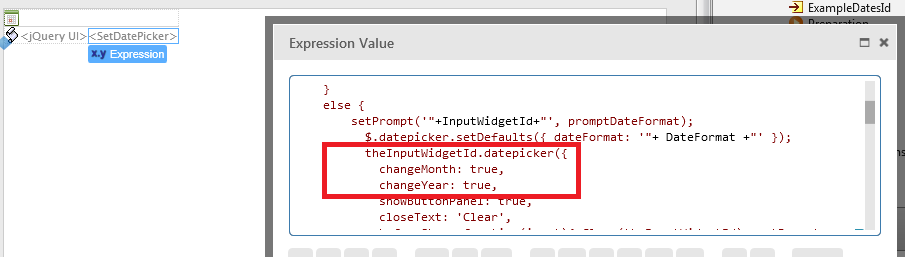 ExampleDatesId
Preparation
<jQuery UI> <SetDatePicker>
x.y Expression
Expression Value
}
else {
setPrompt('"+InputWidgetId+"', promptDateFormat);
$.datepicker.setDefaults({ dateFormat: '"+ DateFormat +"' });
theInputWidgetId.datepicker({
changeMonth: true,
changeYear: true,
showButtonPanel: true,
closeText: 'Clear',